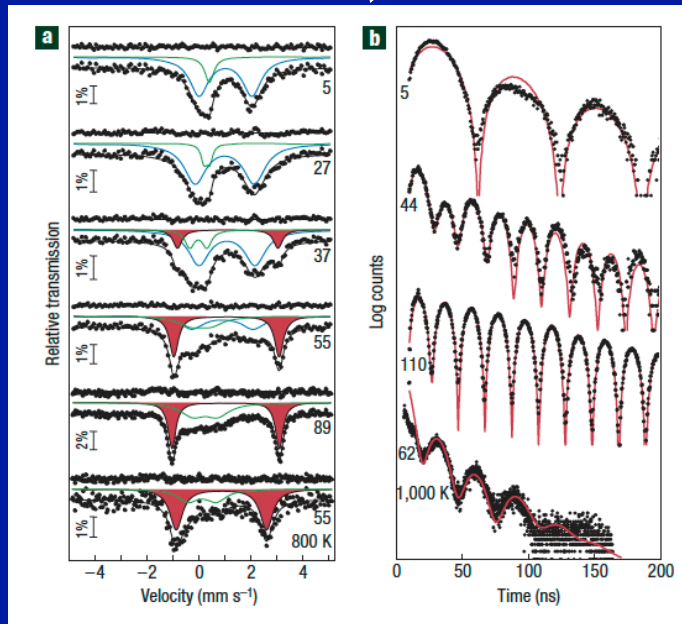 a
Relative transmission
1%
5
1%
27
1%
37
1%
55
2%
89
1%
55
800 K
−4 −2 0 2 4
Velocity (mm s⁻¹)
b
Log counts
5
44
110
62
1,000 K
0 50 100 150 200
Time (ns)